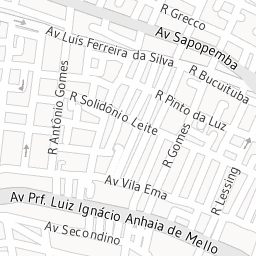 R Grecco
Av Sapopemba
Av Luís Ferreira da Silva
R Bucuituba
R Antônio Gomes
R Solidônio Leite
R Pinto da Luz
R Gomes
R Lessing
Av Vila Ema
Av Prf. Luiz Ignácio Anhaia de Mello
Av Secondino